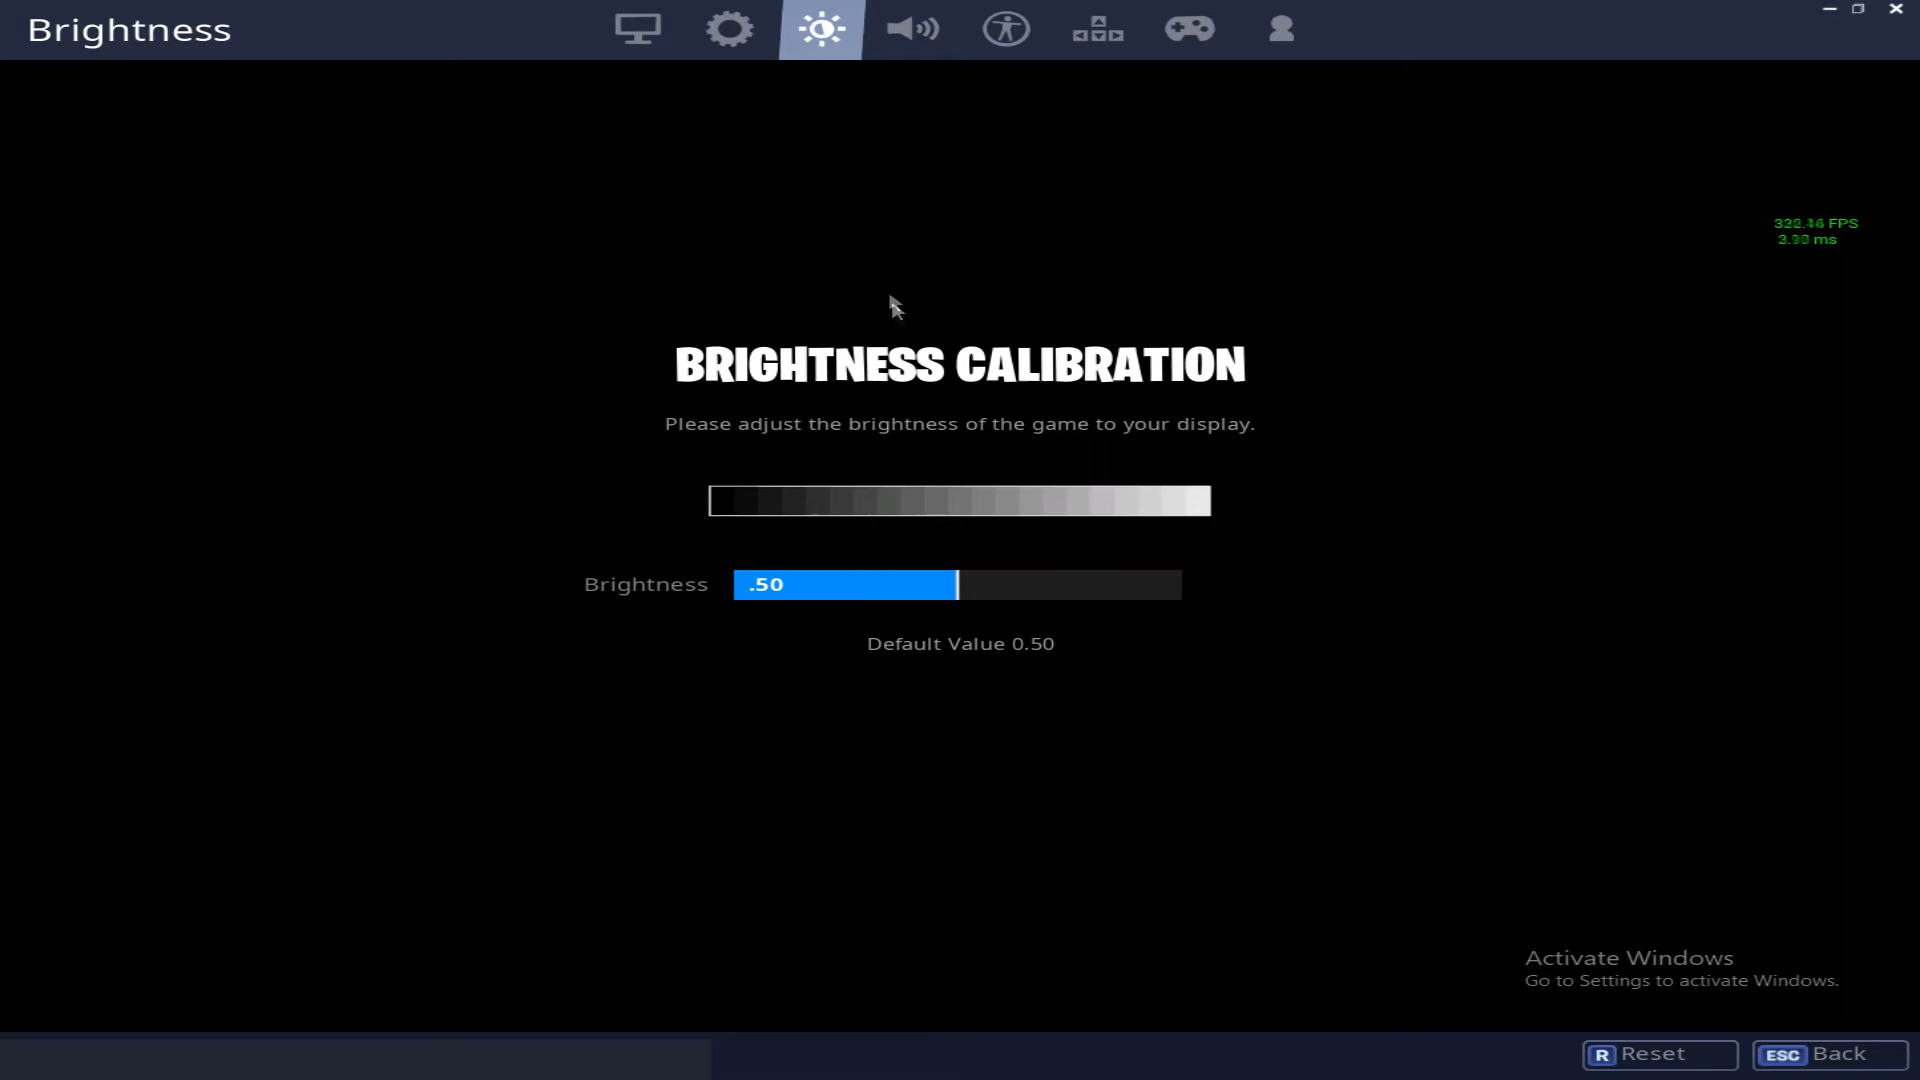 Brightness
FPS
ms
BRIGHTNESS CALIBRATION
Please adjust the brightness of the game to your display.
Brightness .50
Default Value 0.50
Activate Windows
Go to Settings to activate Windows.
R Reset ESC Back